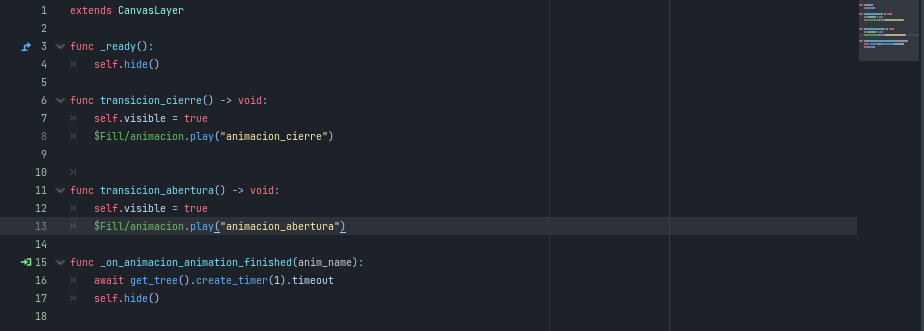 1 extends CanvasLayer
2
3 func _ready():
4 self.hide()
5
6 func transicion_cierre() -> void:
7 self.visible = true
8 $Fill/animacion.play("animacion_cierre")
9
10
11 func transicion_abertura() -> void:
12 self.visible = true
13 $Fill/animacion.play("animacion_abertura")
14
15 func _on_animacion_animation_finished(anim_name):
16 await get_tree().create_timer(1).timeout
17 self.hide()
18